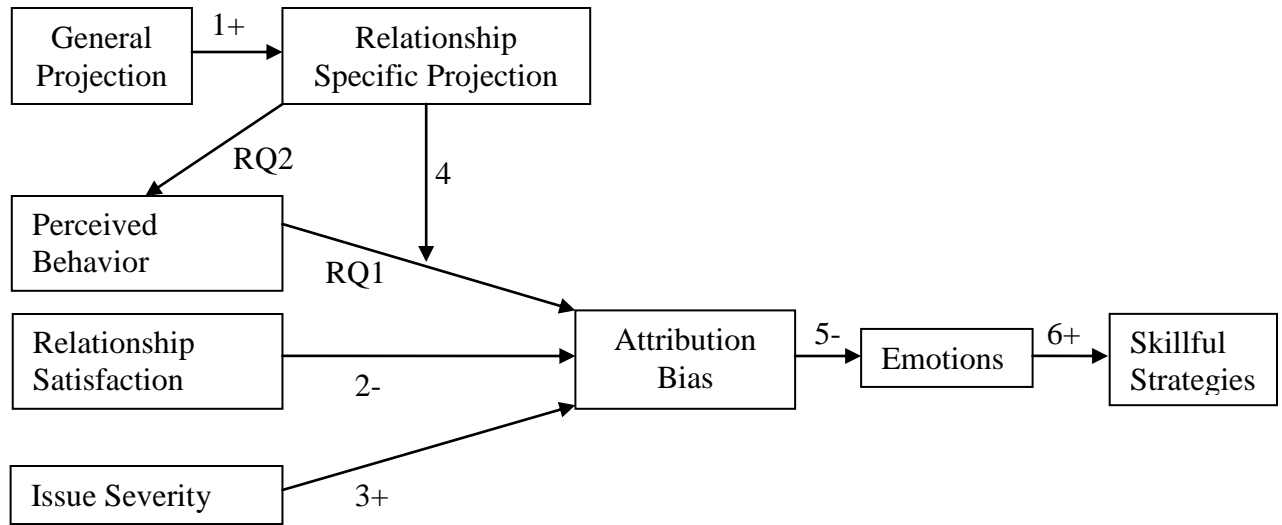 1+
General
Projection
Relationship
Specific Projection
RQ2
4
Perceived
Behavior
RQ1
Relationship
Satisfaction
2-
Attribution
Bias
5-
Emotions
6+
Skillful
Strategies
Issue Severity
3+